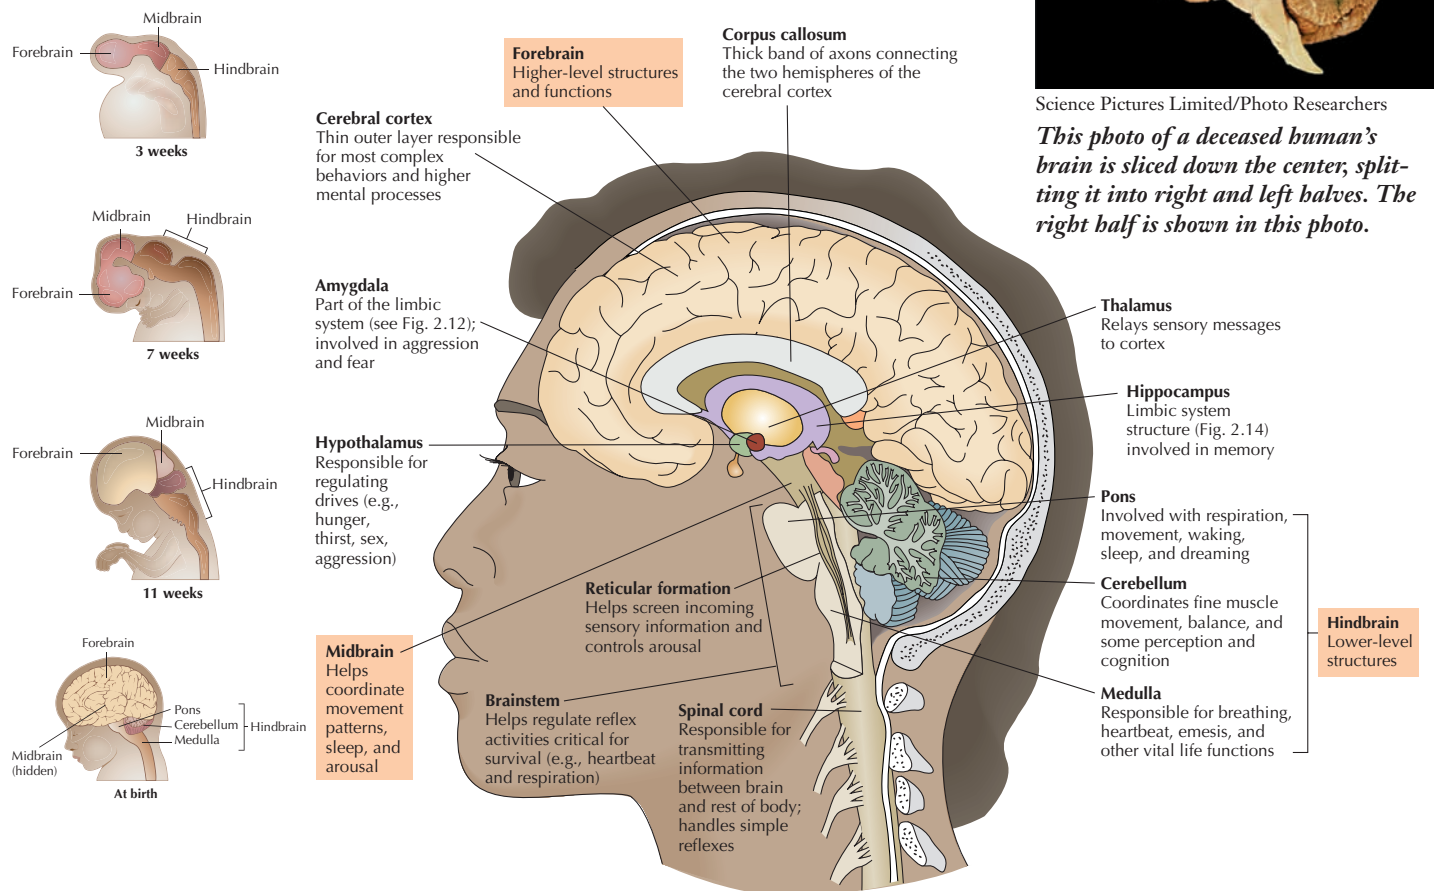 Midbrain
Forebrain
Hindbrain
3 weeks
Midbrain
Hindbrain
Forebrain
7 weeks
Midbrain
Forebrain
Hindbrain
11 weeks
Forebrain
Pons
Cerebellum
Medulla
Hindbrain
Midbrain
(hidden)
At birth
Forebrain
Higher-level structures
and functions
Corpus callosum
Thick band of axons connecting
the two hemispheres of the
cerebral cortex
Cerebral cortex
Thin outer layer responsible
for most complex
behaviors and higher
mental processes
Amygdala
Part of the limbic
system (see Fig. 2.12);
involved in aggression
and fear
Hypothalamus
Responsible for
regulating
drives (e.g.,
hunger,
thirst, sex,
aggression)
Midbrain
Helps
coordinate
movement
patterns,
sleep, and
arousal
Reticular formation
Helps screen incoming
sensory information and
controls arousal
Brainstem
Helps regulate reflex
activities critical for
survival (e.g., heartbeat
and respiration)
Spinal cord
Responsible for
transmitting
information
between brain
and rest of body;
handles simple
reflexes
Science Pictures Limited/Photo Researchers
This photo of a deceased human’s
brain is sliced down the center, split-
ting it into right and left halves. The
right half is shown in this photo.
Thalamus
Relays sensory messages
to cortex
Hippocampus
Limbic system
structure (Fig. 2.14)
involved in memory
Pons
Involved with respiration,
movement, waking,
sleep, and dreaming
Cerebellum
Coordinates fine muscle
movement, balance, and
some perception and
cognition
Medulla
Responsible for breathing,
heartbeat, emesis, and
other vital life functions
Hindbrain
Lower-level
structures